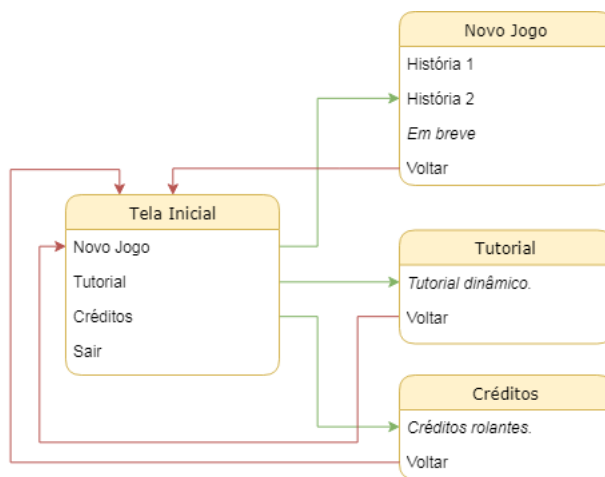 Novo Jogo
História 1
História 2
Em breve
Voltar
Tela Inicial
Novo Jogo
Tutorial
Créditos
Sair
Tutorial
Tutorial dinâmico.
Voltar
Créditos
Créditos rolantes.
Voltar